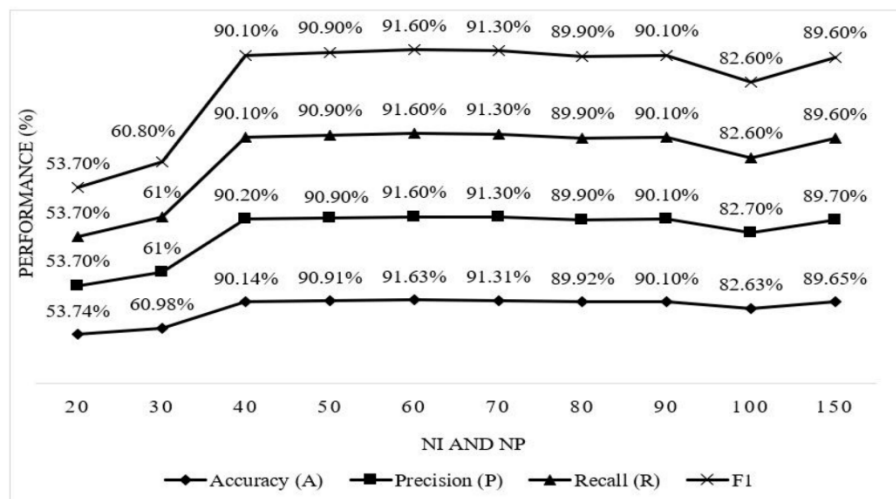 90.10% 90.90% 91.60% 91.30% 89.90% 90.10% 82.60% 89.60%
60.80%
53.70%
90.10% 90.90% 91.60% 91.30% 89.90% 90.10% 82.60% 89.60%
61%
53.70%
90.20% 90.90% 91.60% 91.30% 89.90% 90.10% 82.70% 89.70%
61%
53.70%
90.14% 90.91% 91.63% 91.31% 89.92% 90.10% 82.63% 89.65%
53.74% 60.98%
PERFORMANCE (%)
20 30 40 50 60 70 80 90 100 150
NI AND NP
Accuracy (A) Precision (P) Recall (R) F1